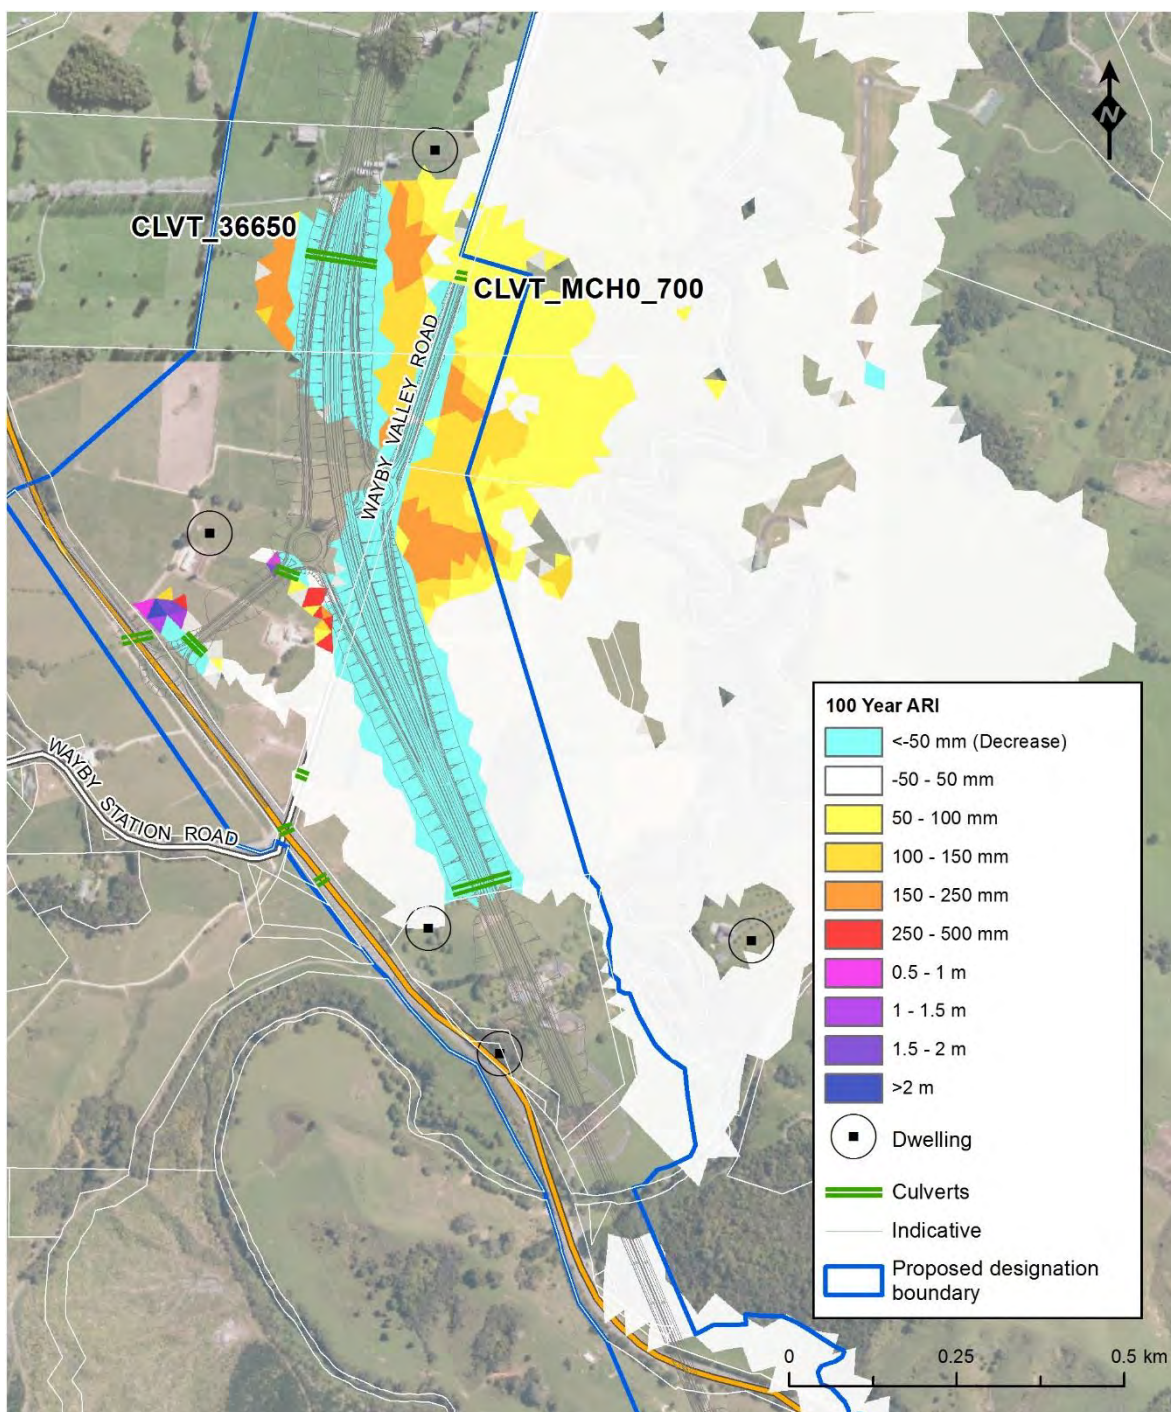 N
CLVT_36650
CLVT_MCH0_700
WAYBY VALLEY ROAD
WAYBY STATION ROAD
100 Year ARI
<-50 mm (Decrease)
-50 - 50 mm
50 - 100 mm
100 - 150 mm
150 - 250 mm
250 - 500 mm
0.5 - 1 m
1 - 1.5 m
1.5 - 2 m
>2 m
Dwelling
Culverts
Indicative
Proposed designation
boundary
0 0.25 0.5 km